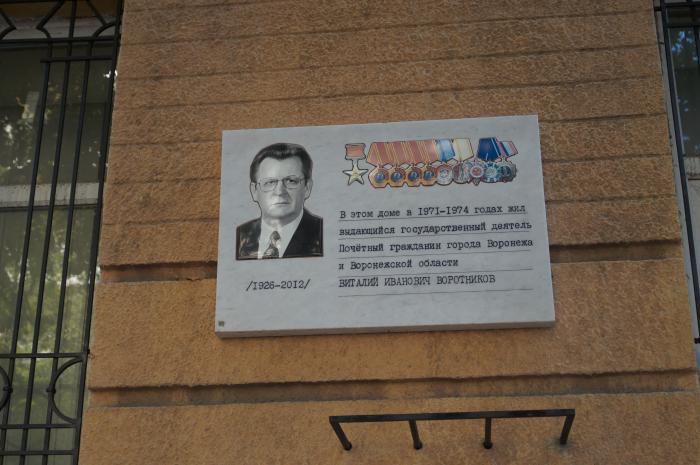 В этом доме в 1971-1974 годах жил
выдающийся государственный деятель
Почётный гражданин города Воронежа
и Воронежской области
ВИТАЛИЙ ИВАНОВИЧ ВОРОТНИКОВ
/1926-2012/